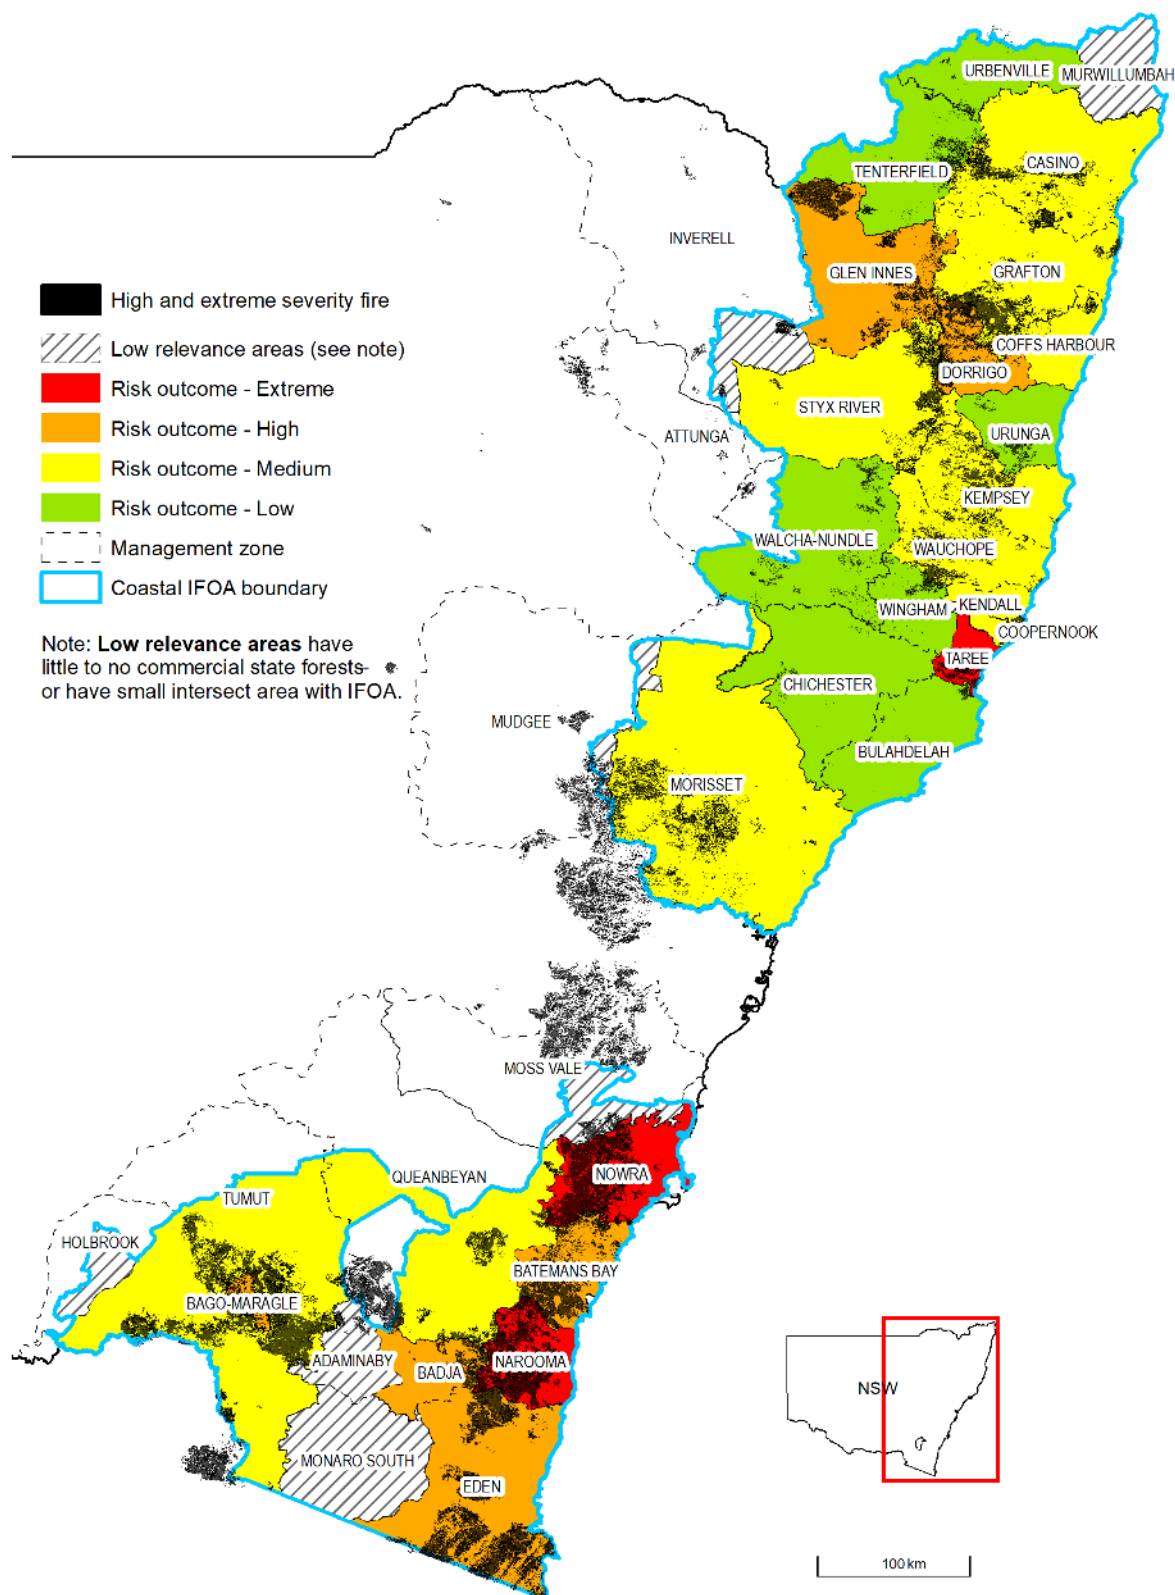 URBENVILLE
MURWILLUMBAH
CASINO
TENTERFIELD
INVERELL
GLEN INNES
GRAFTON
High and extreme severity fire
Low relevance areas (see note)
Risk outcome - Extreme
Risk outcome - High
Risk outcome - Medium
Risk outcome - Low
Management zone
Coastal IFOA boundary
Note: Low relevance areas have
little to no commercial state forests
or have small intersect area with IFOA.
COFFS HARBOUR
DORRIGO
STYX RIVER
ATTUNGA
URUNGA
KEMPSEY
WALCHA-NUNDLE
WAUCHOPE
WINGHAM
KENDALL
COOPERNOOK
TAREE
CHICHESTER
MUDGEE
BULAHDELAH
MORISSET
MOSS VALE
NOWRA
QUEANBEYAN
TUMUT
HOLBROOK
BATEMANS BAY
BAGO-MARAGLE
ADAMINABY
BADJA
NAROOMA
MONARO SOUTH
EDEN
NSW
100 km